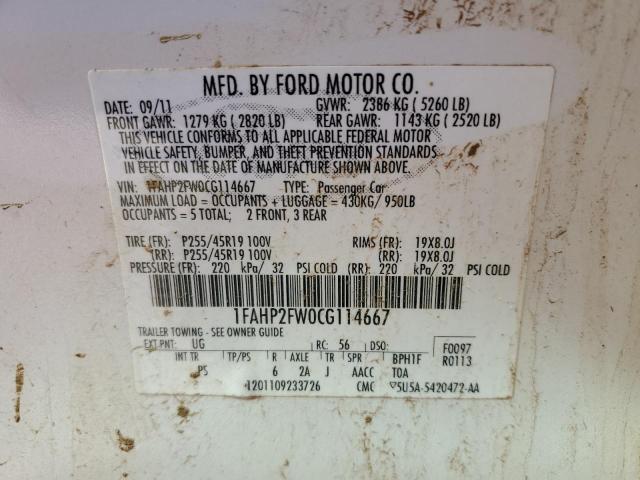 MFD. BY FORD MOTOR CO.
DATE: 09/11 GVWR: 2386 KG ( 5260 LB)
FRONT GAWR: 1279 KG ( 2820 LB) REAR GAWR: 1143 KG ( 2520 LB)
THIS VEHICLE CONFORMS TO ALL APPLICABLE FEDERAL MOTOR
VEHICLE SAFETY, BUMPER, AND THEFT PREVENTION STANDARDS
IN EFFECT ON THE DATE OF MANUFACTURE SHOWN ABOVE.
VIN: 1FAHP2FW0CG114667 TYPE: Passenger Car
MAXIMUM LOAD = OCCUPANTS + LUGGAGE = 430KG/ 950LB
OCCUPANTS = 5 TOTAL; 2 FRONT, 3 REAR
TIRE (FR): P255/45R19 100V RIMS (FR): 19X8.0J
(RR): P255/45R19 100V (RR): 19X8.0J
PRESSURE (FR): 220 kPa/ 32 PSI COLD (RR): 220 kPa/ 32 PSI COLD
1FAHP2FW0CG114667
TRAILER TOWING - SEE OWNER GUIDE
EXT PNT: UG RC: 56 DSO: F0097
R0113
INT TR TP/PS R AXLE TR SPR BPH1F
PS 6 2A J AACC TOA
1201109233726 CMC ▽5U5A-5420472-AA